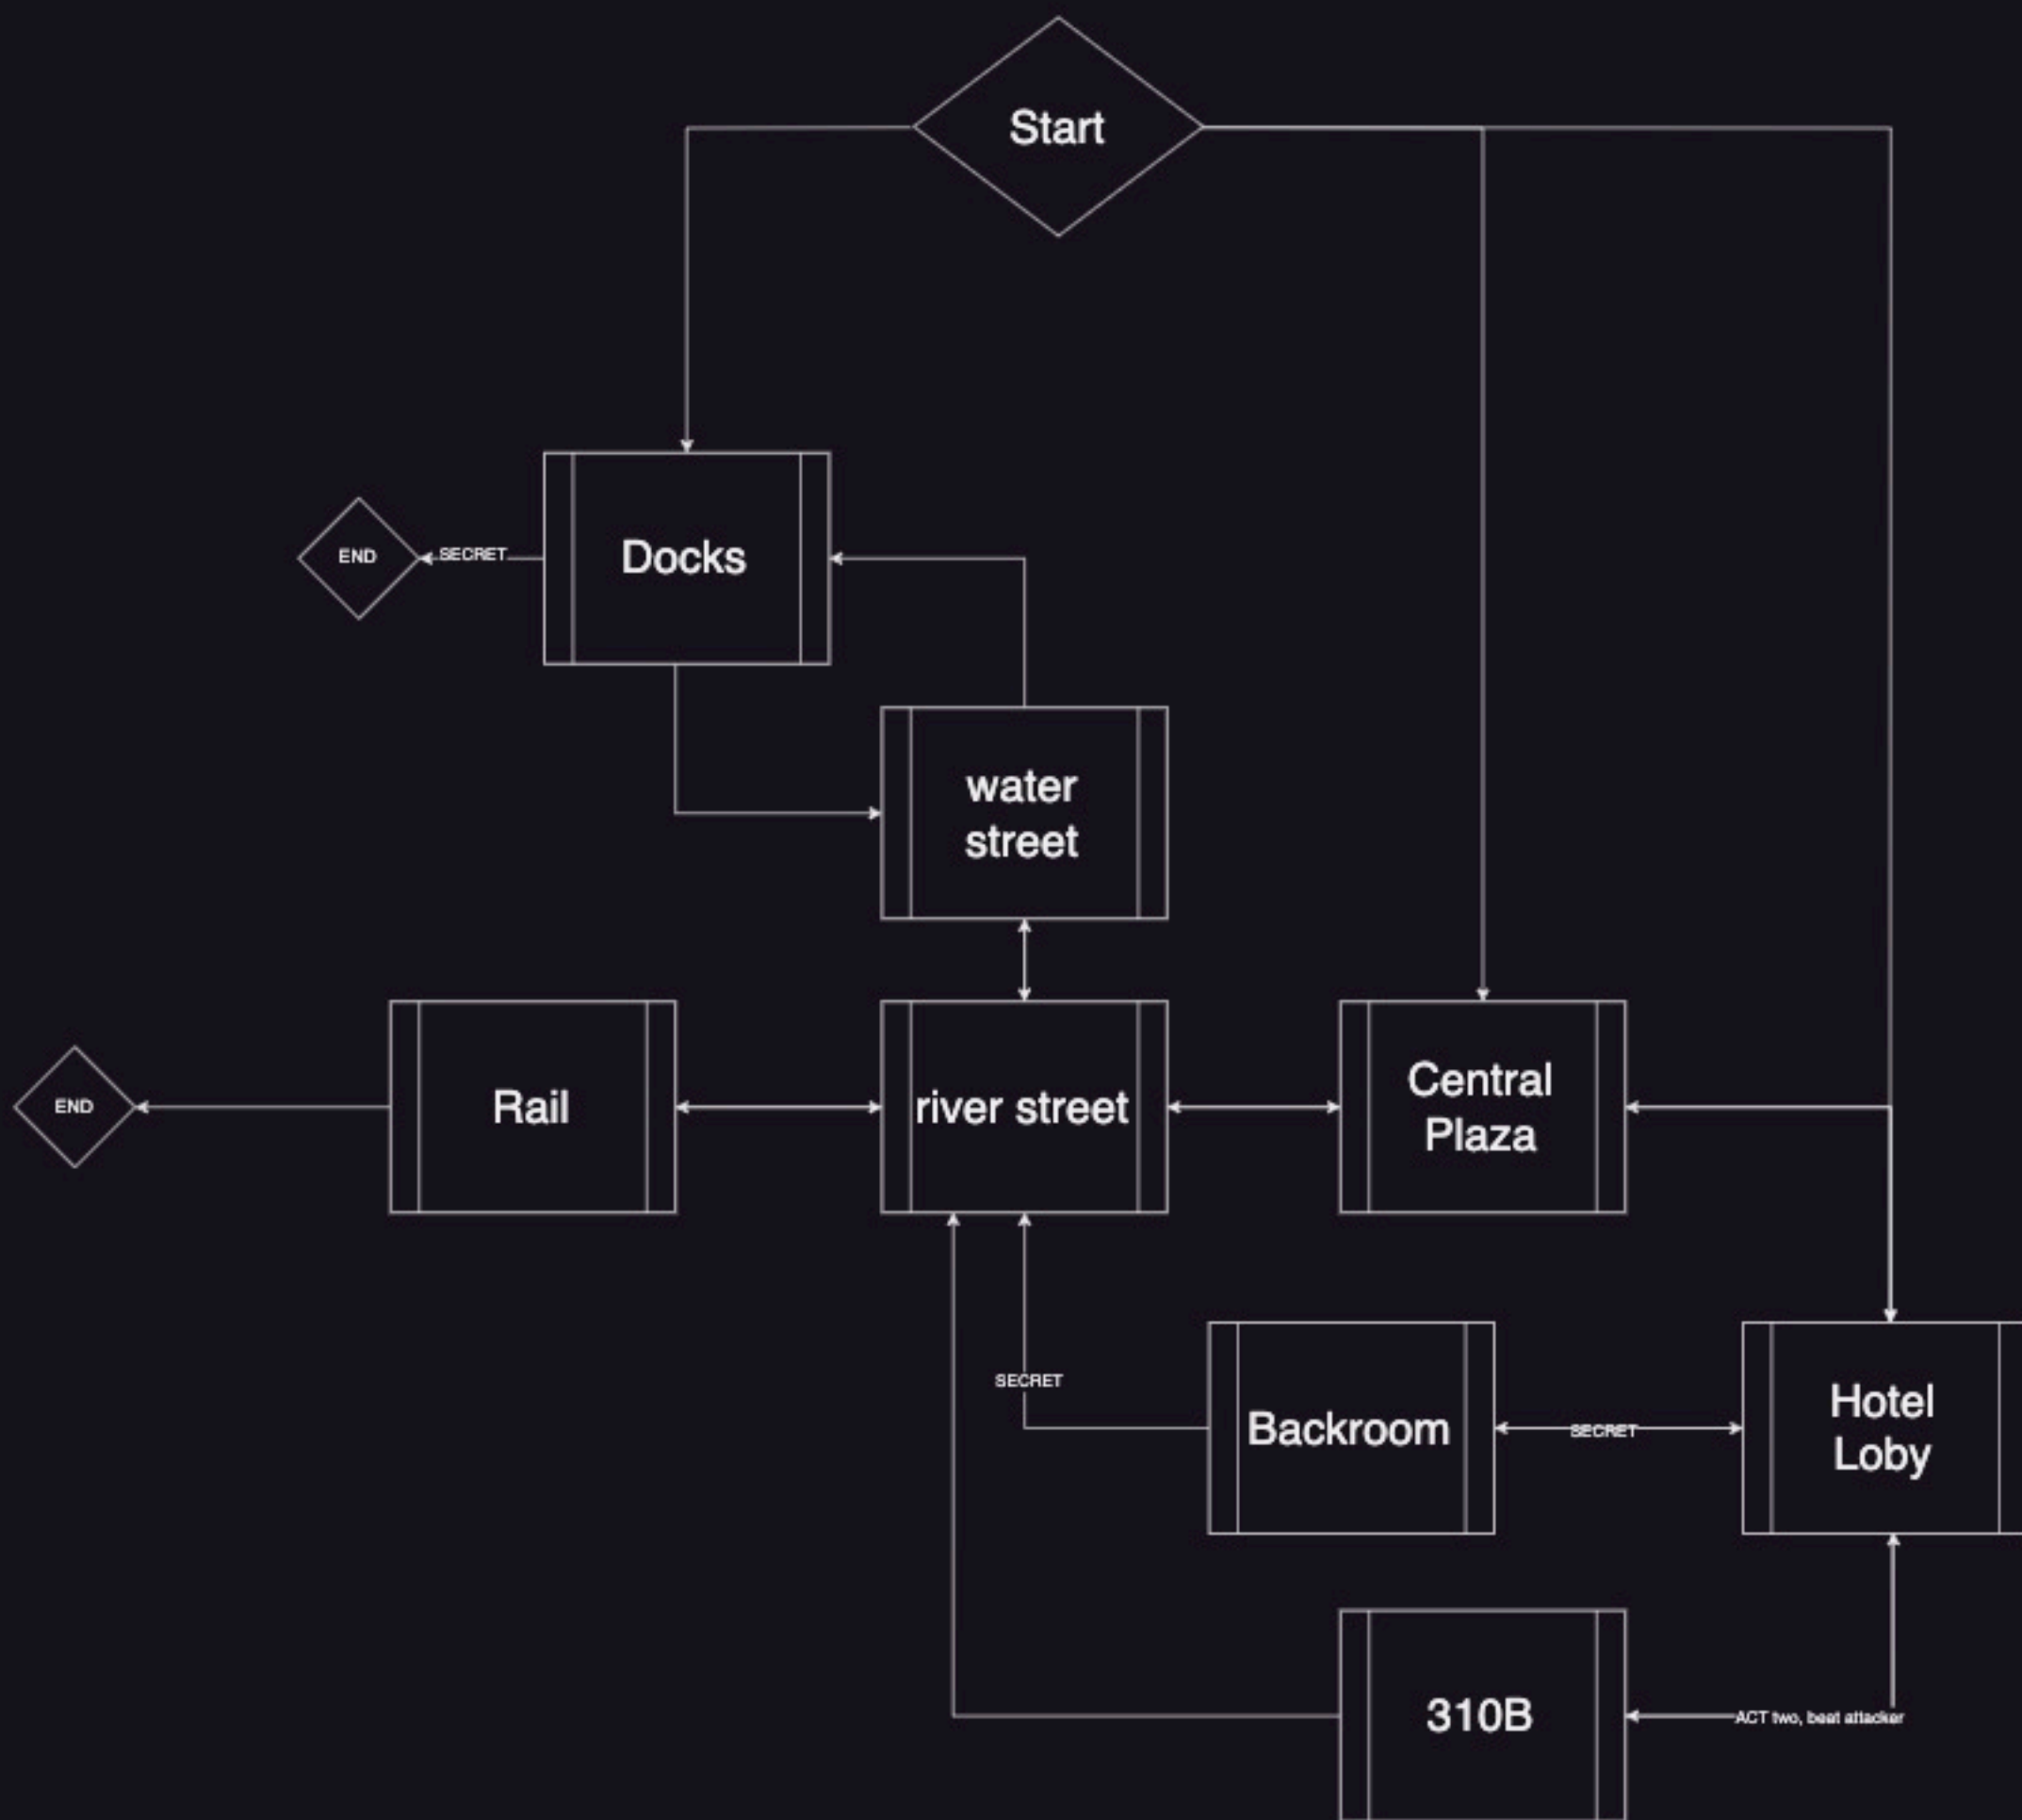 Start
END
SECRET
Docks
water
street
END
Rail
river street
Central
Plaza
SECRET
Backroom
SECRET
Hotel
Loby
310B
ACT two, beat attacker